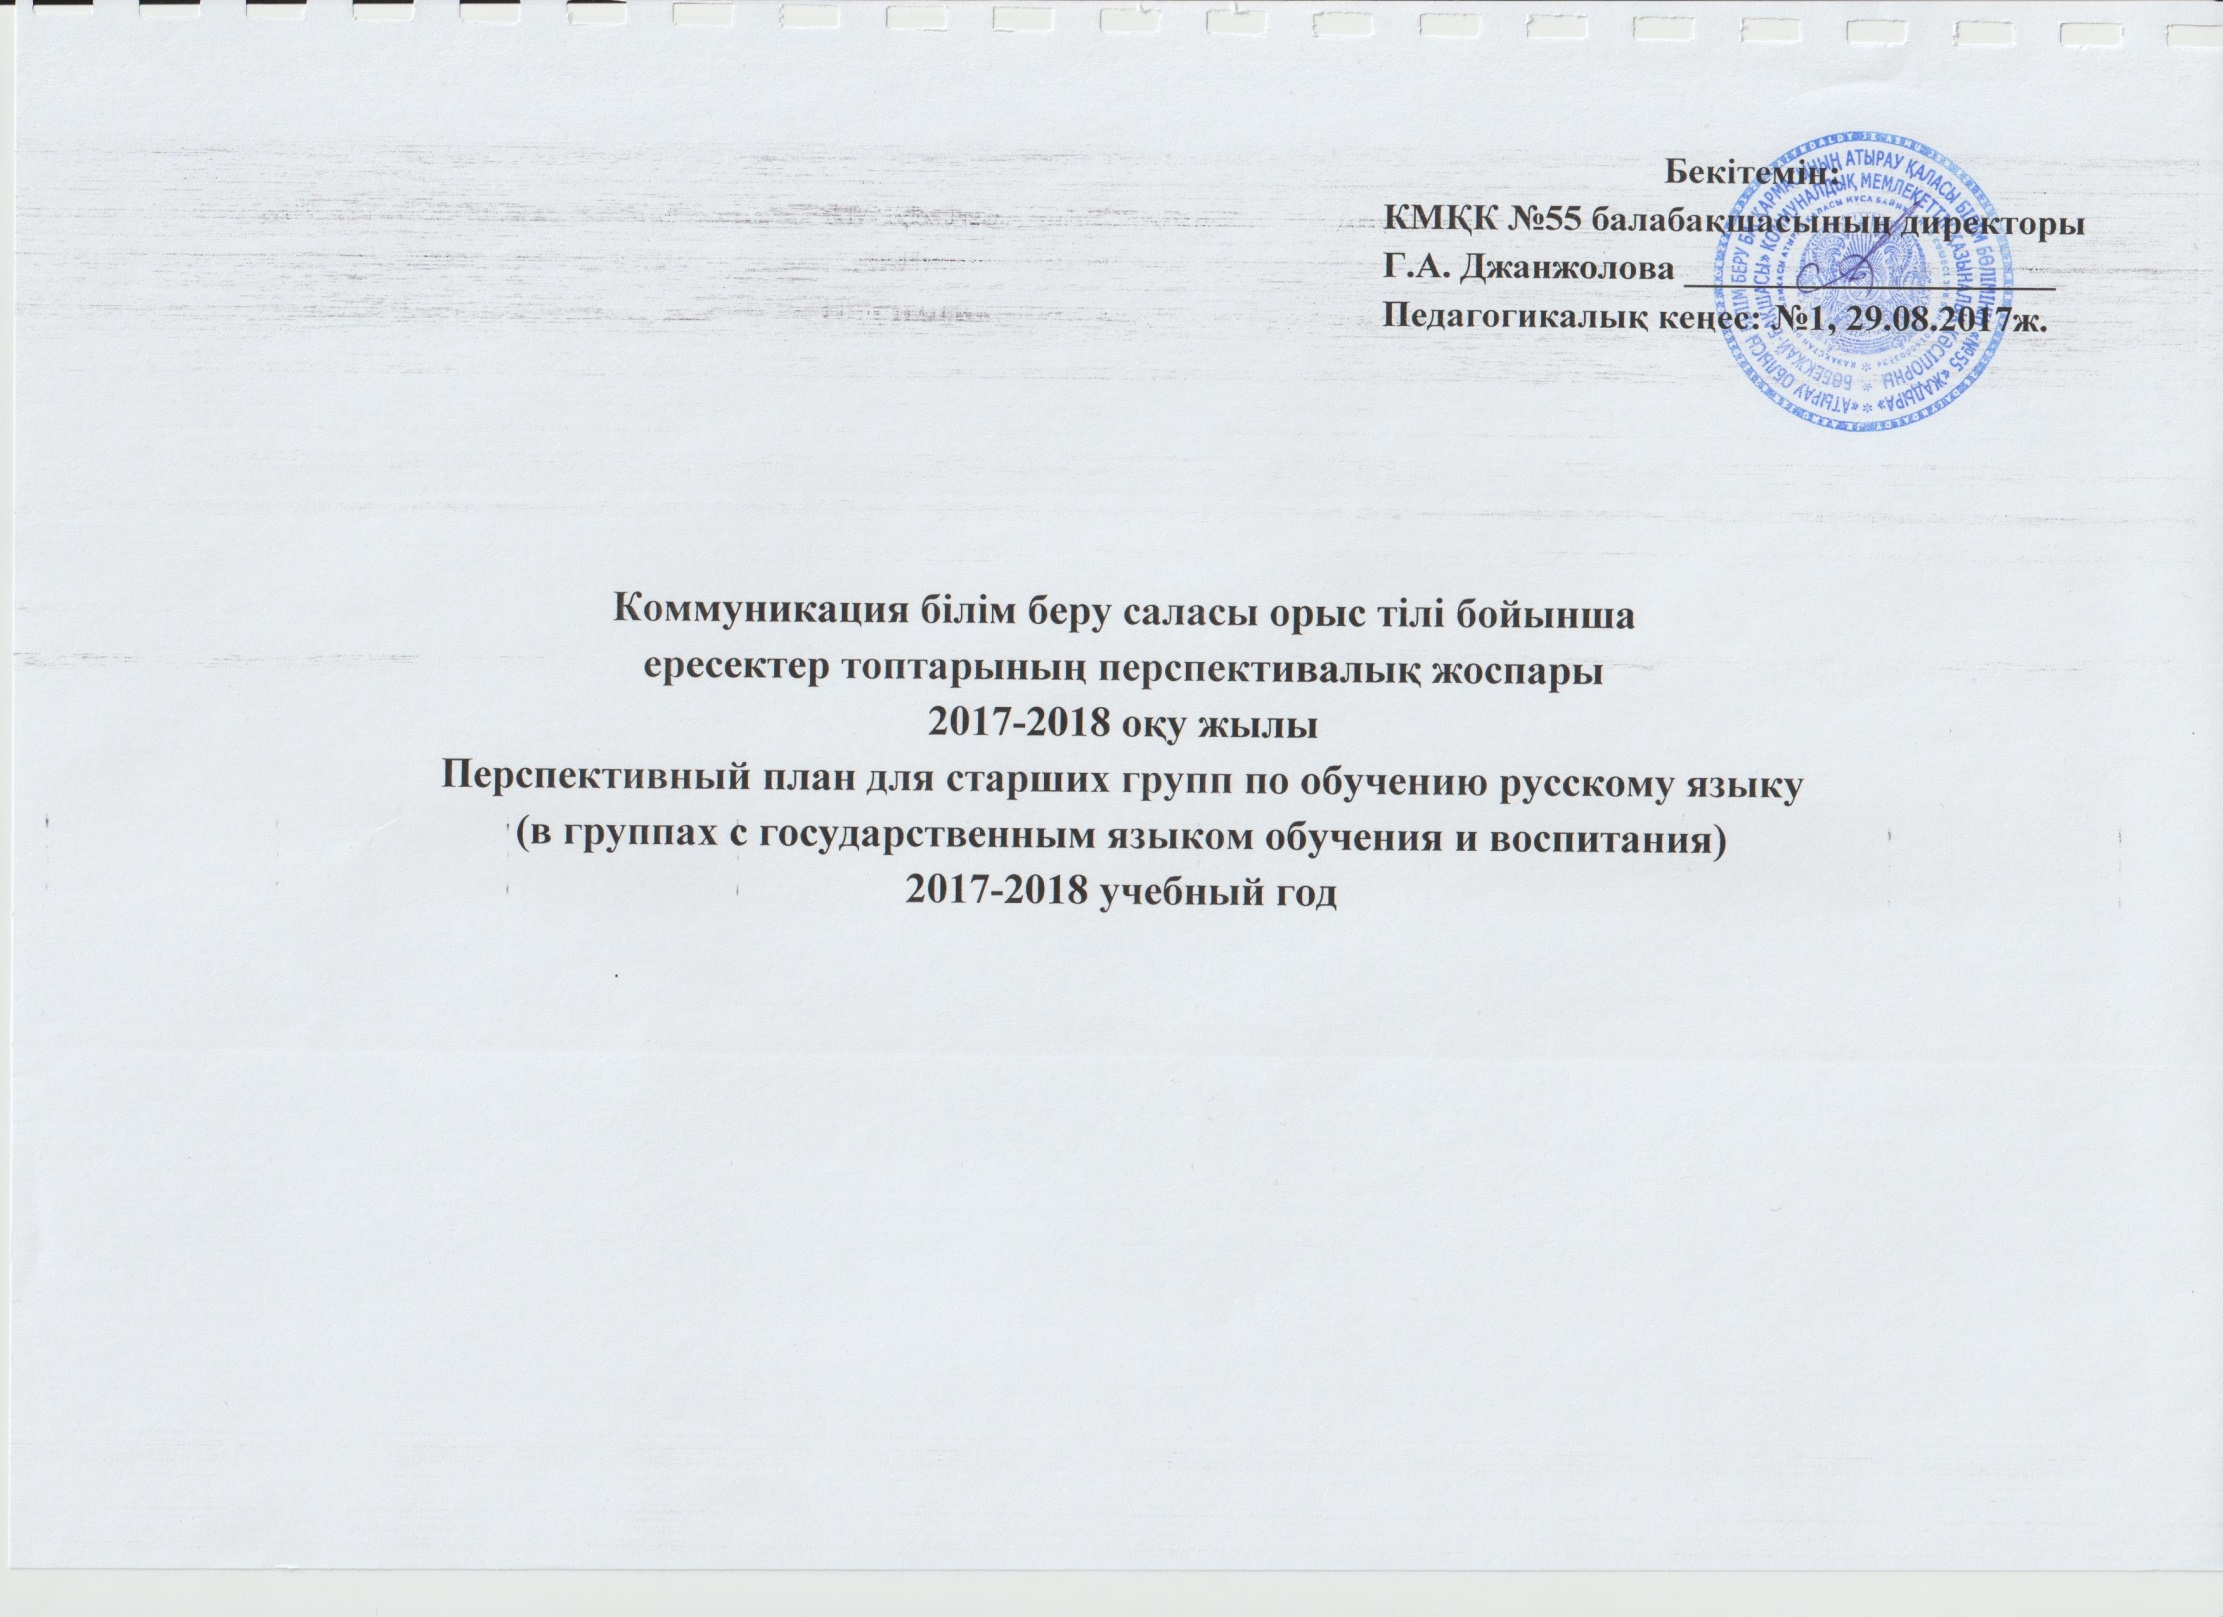 Бекітемін:
КМҚК №55 балабақшасының директоры
Г.А. Джанжолова ____________________
Педагогикалық кеңес: №1, 29.08.2017ж.
Коммуникация білім беру саласы орыс тілі бойынша
ересектер топтарының перспективалық жоспары
2017-2018 оқу жылы
Перспективный план для старших групп по обучению русскому языку
(в группах с государственным языком обучения и воспитания)
2017-2018 учебный год